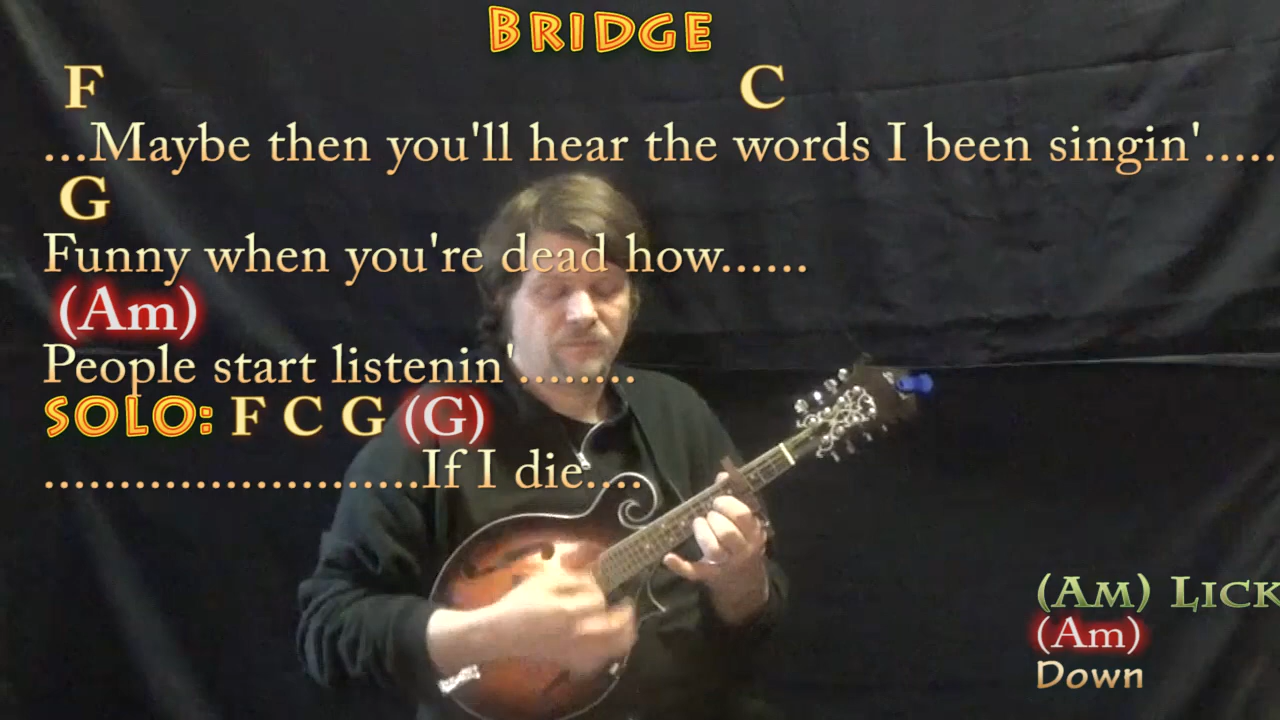 BRIDGE
F C
...Maybe then you'll hear the words I been singin'.....
G
Funny when you're dead how......
(Am)
People start listenin'........
SOLO: F C G (G)
.........................If I die....
(AM) LICK
(Am)
Down